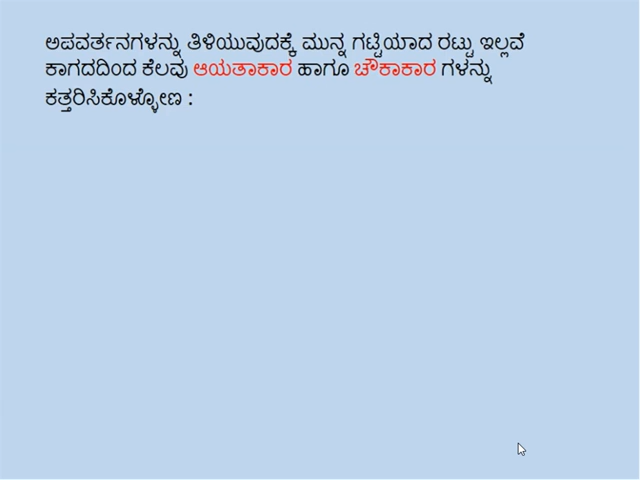 ಅಪವರ್ತನಗಳನ್ನು ತಿಳಿಯುವುದಕ್ಕೆ ಮುನ್ನ ಗಟ್ಟಿಯಾದ ರಟ್ಟು ಇಲ್ಲವೆ
ಕಾಗದದಿಂದ ಕೆಲವು ಆಯತಾಕಾರ ಹಾಗೂ ಚೌಕಾಕಾರ ಗಳನ್ನು
ಕತ್ತರಿಸಿಕೊಳ್ಳೋಣ :